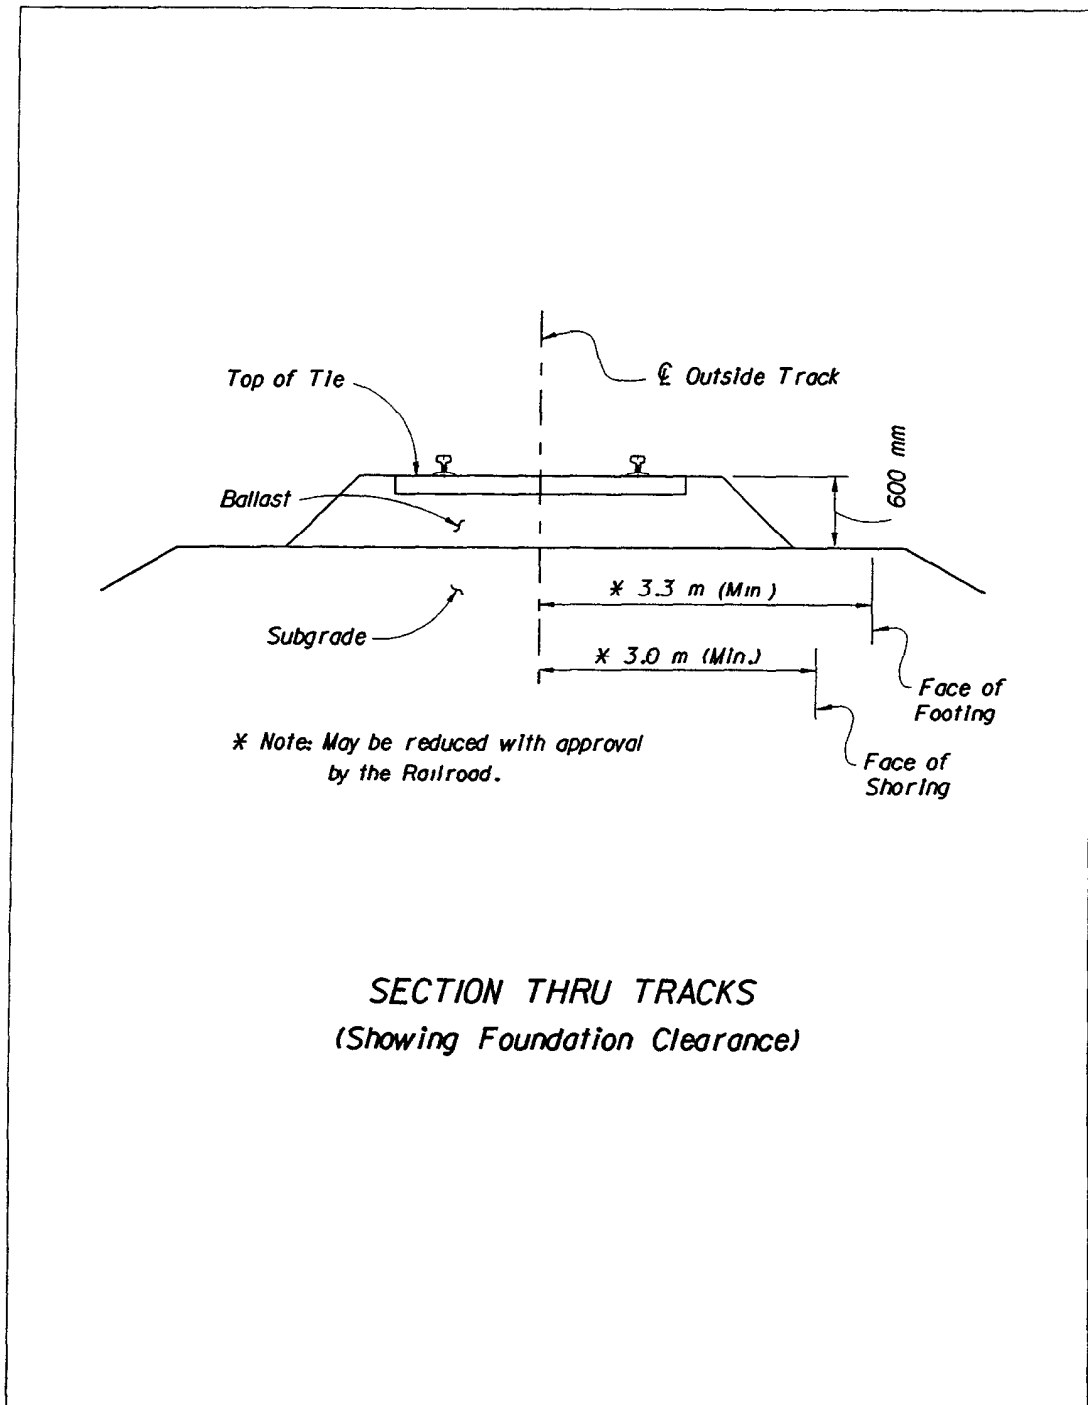 ℄ Outside Track
Top of Tie
600 mm
Ballast
* 3.3 m (Min )
Subgrade
* 3.0 m (Min.)
Face of
Footing
* Note: May be reduced with approval
by the Railroad.
Face of
Shoring
SECTION THRU TRACKS
(Showing Foundation Clearance)